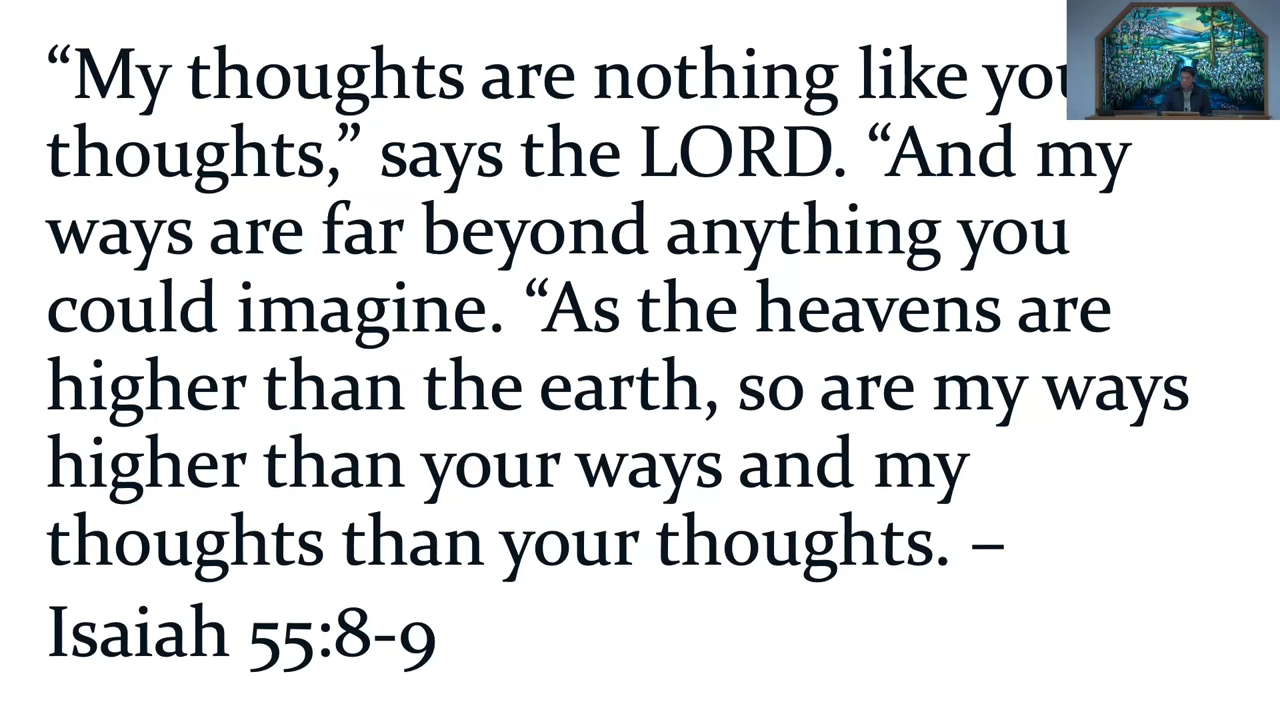 “My thoughts are nothing like you
thoughts,” says the LORD. “And my
ways are far beyond anything you
could imagine. “As the heavens are
higher than the earth, so are my ways
higher than your ways and my
thoughts than your thoughts. –
Isaiah 55:8-9